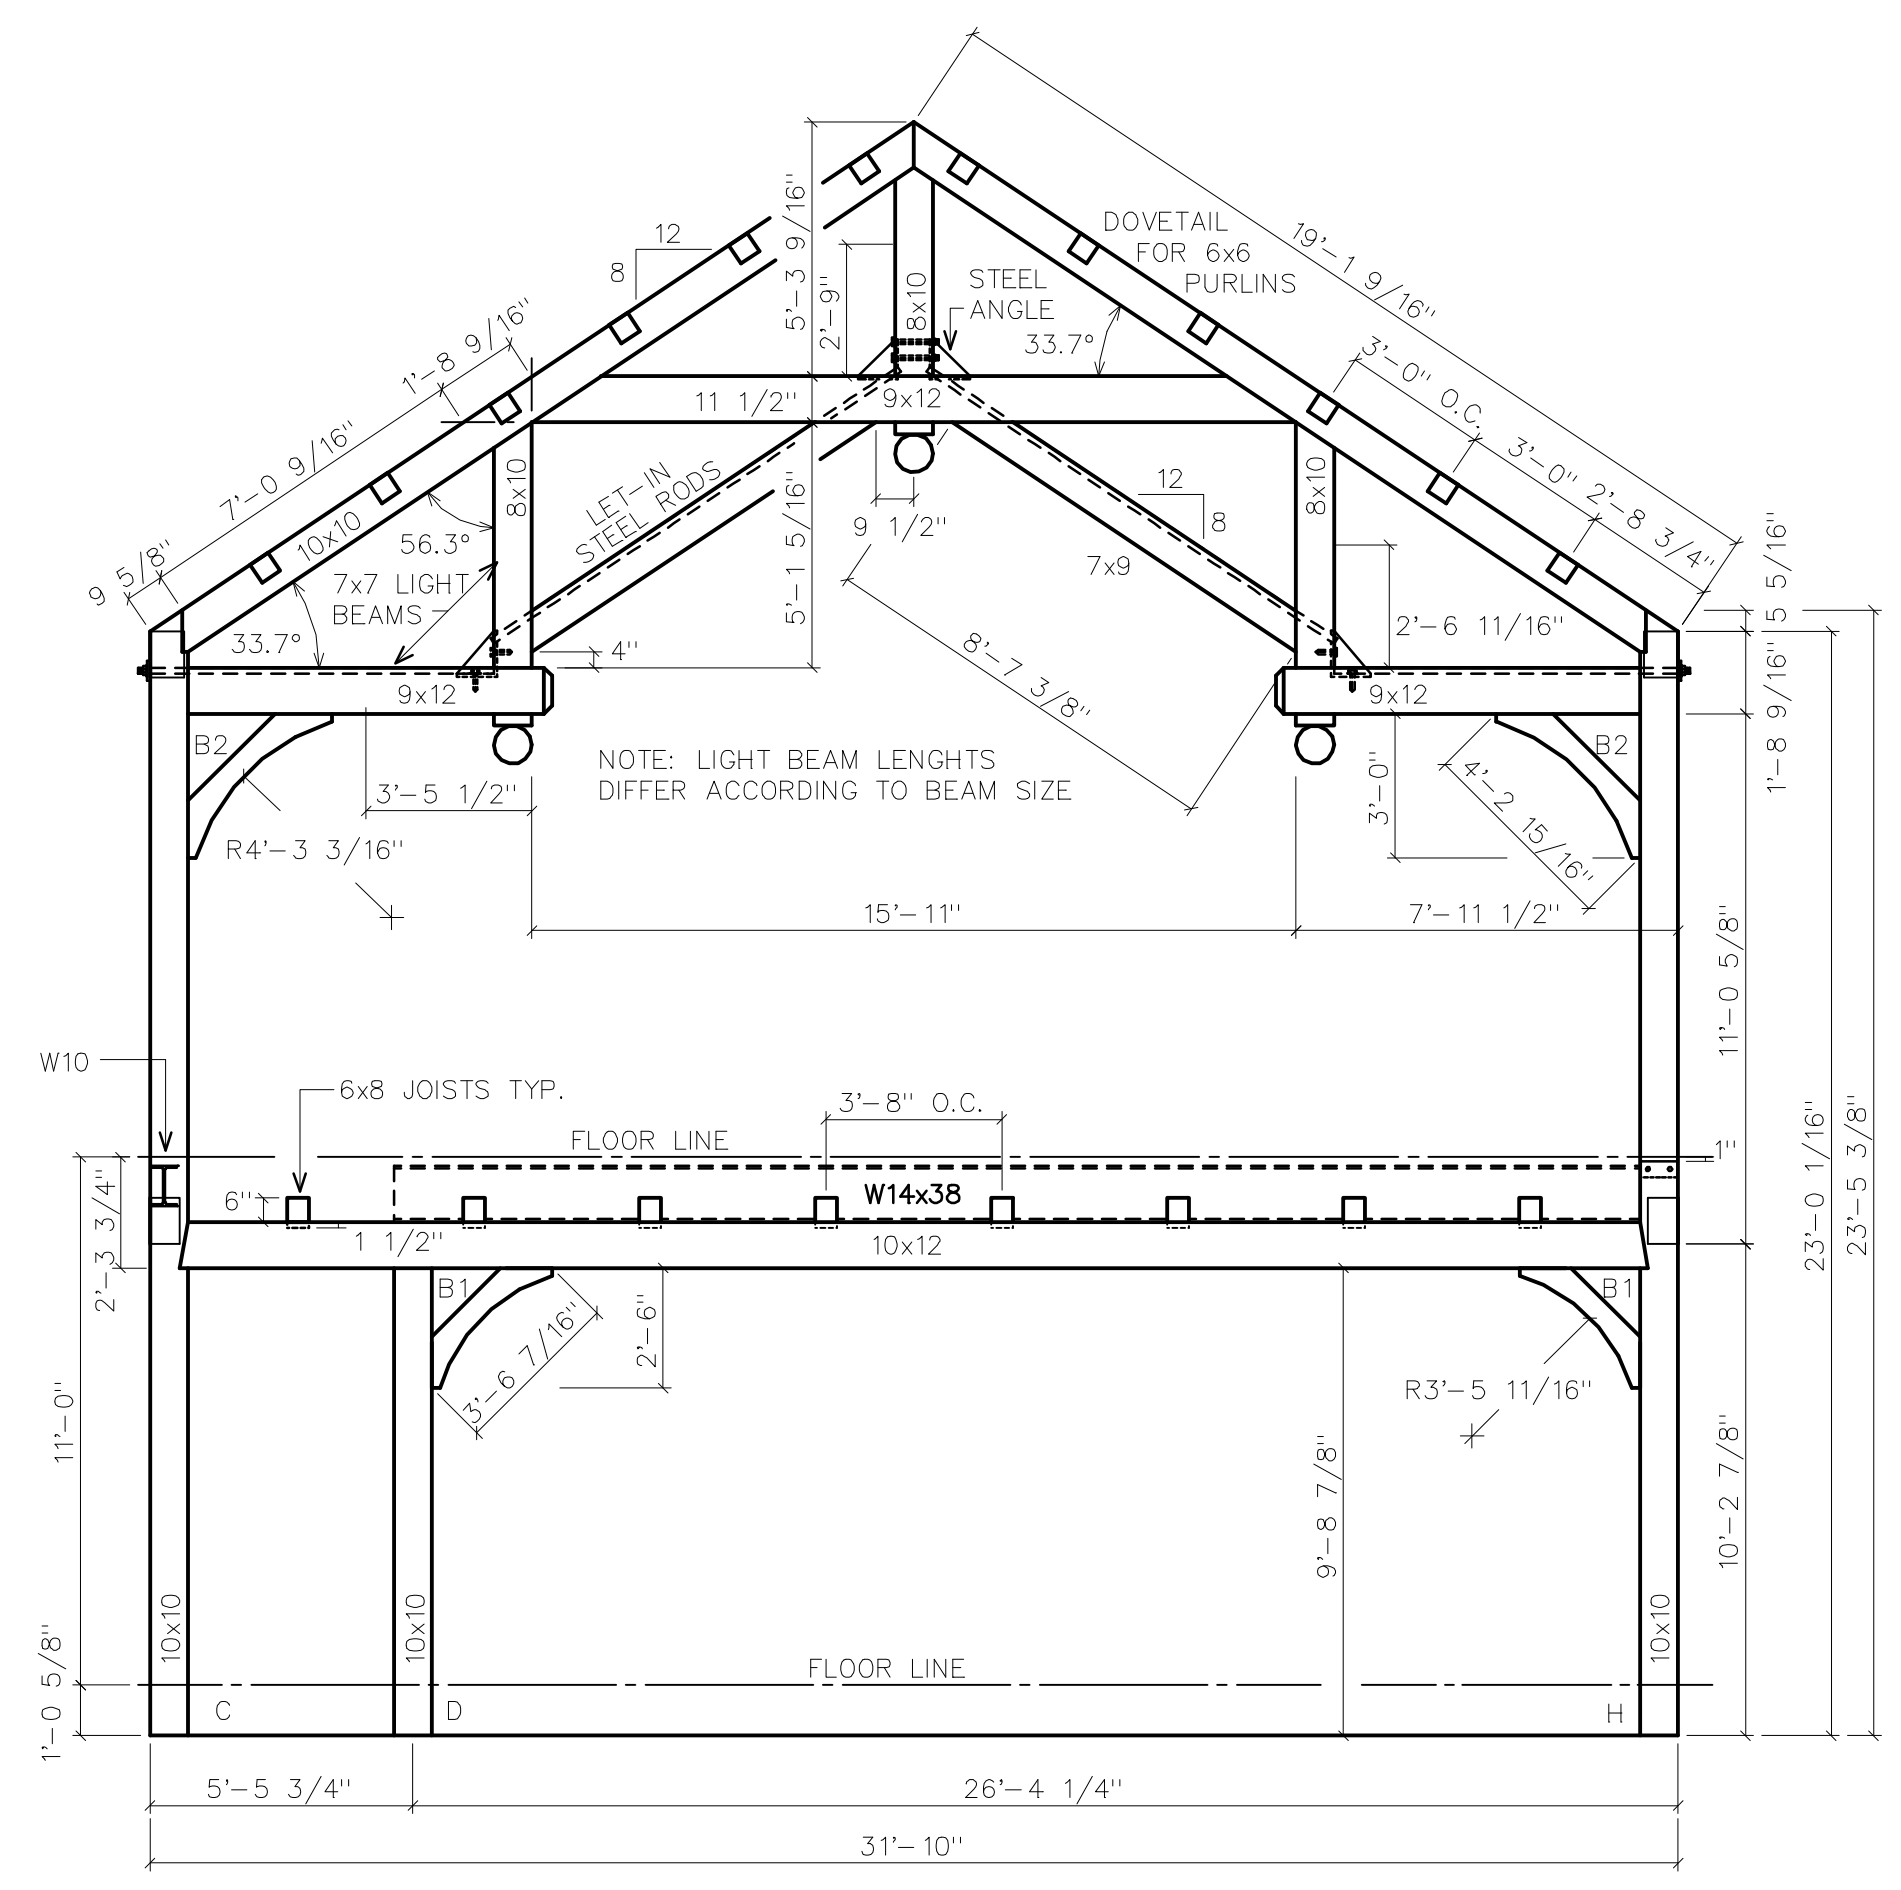 19'-1 9/16"
DOVETAIL
FOR 6x6
PURLINS
12
8
5'-3 9/16"
2'-9"
8x10
STEEL
ANGLE
33.7°
1'-8 9/16"
3'-0" O.C.
3'-0"
2'-8 3/4"
11 1/2"
9x12
7'-0 9/16"
10x10
56.3°
8x10
LET-IN
STEEL RODS
5'-1 5/16"
9 1/2"
12
8
7x9
8x10
9 5/8"
7x7 LIGHT
BEAMS
33.7°
4"
2'-6 11/16"
5 5/16"
1'-8 9/16"
9x12
9x12
8'-7 3/8"
B2
B2
NOTE: LIGHT BEAM LENGHTS
DIFFER ACCORDING TO BEAM SIZE
3'-5 1/2"
3'-0"
4'-2 15/16"
R4'-3 3/16"
15'-11"
7'-11 1/2"
11'-0 5/8"
W10
6x8 JOISTS TYP.
3'-8" O.C.
FLOOR LINE
1"
23'-0 1/16"
23'-5 3/8"
6"
W14x38
2'-3 3/4"
1 1/2"
10x12
B1
B1
3'-6 7/16"
2'-6"
R3'-5 11/16"
11'-0"
9'-8 7/8"
10'-2 7/8"
10x10
10x10
10x10
1'-0 5/8"
FLOOR LINE
C
D
H
5'-5 3/4"
26'-4 1/4"
31'-10"